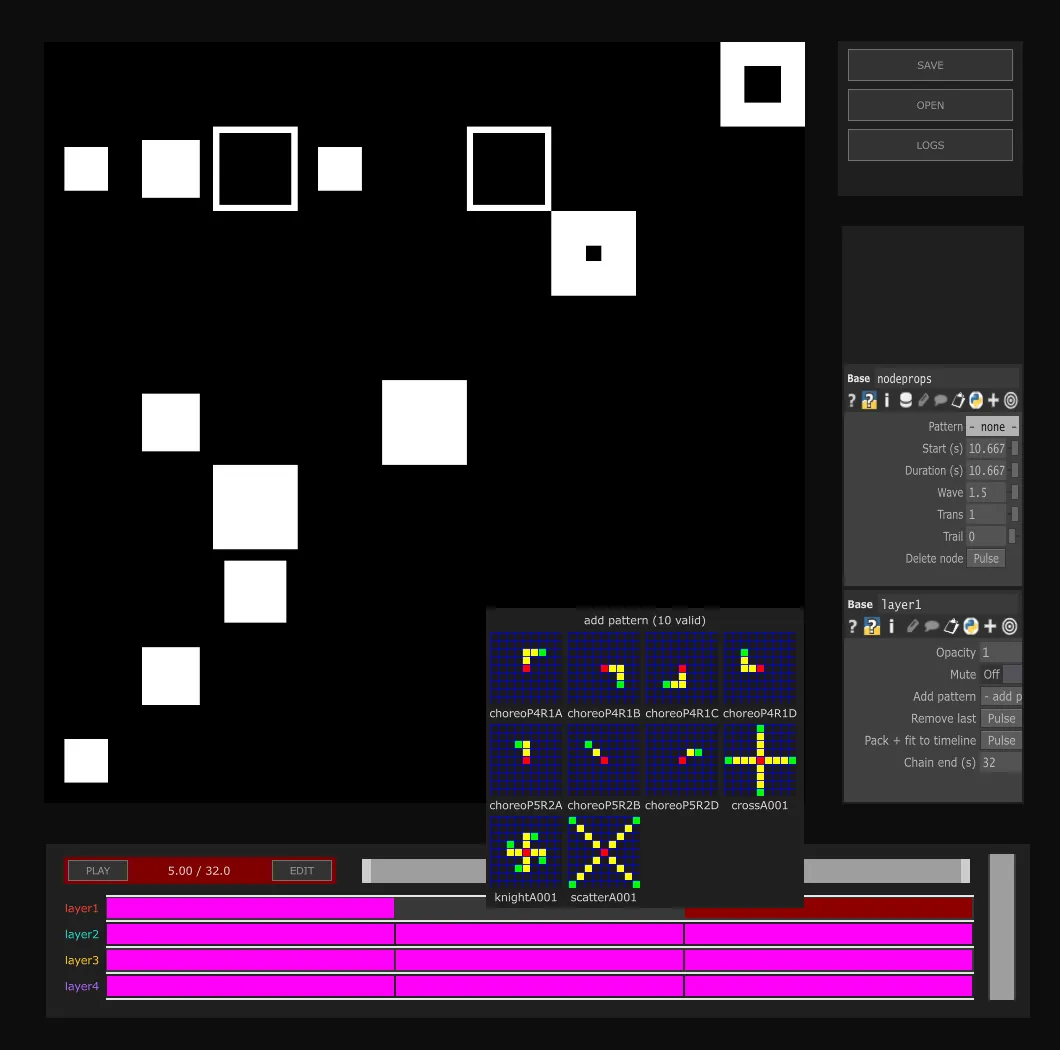 SAVE
OPEN
LOGS
Base nodeprops
? ? i
Pattern - none -
Start (s) 10.667
Duration (s) 10.667
Wave 1.5
Trans 1
Trail 0
Delete node Pulse
Base layer1
? ? i
Opacity 1
Mute Off
Add pattern - add p
Remove last Pulse
Pack + fit to timeline Pulse
Chain end (s) 32
add pattern (10 valid)
choreoP4R1A choreoP4R1B choreoP4R1C choreoP4R1D
choreoP5R2A choreoP5R2B choreoP5R2D crossA001
knightA001 scatterA001
PLAY 5.00 / 32.0 EDIT
layer1
layer2
layer3
layer4